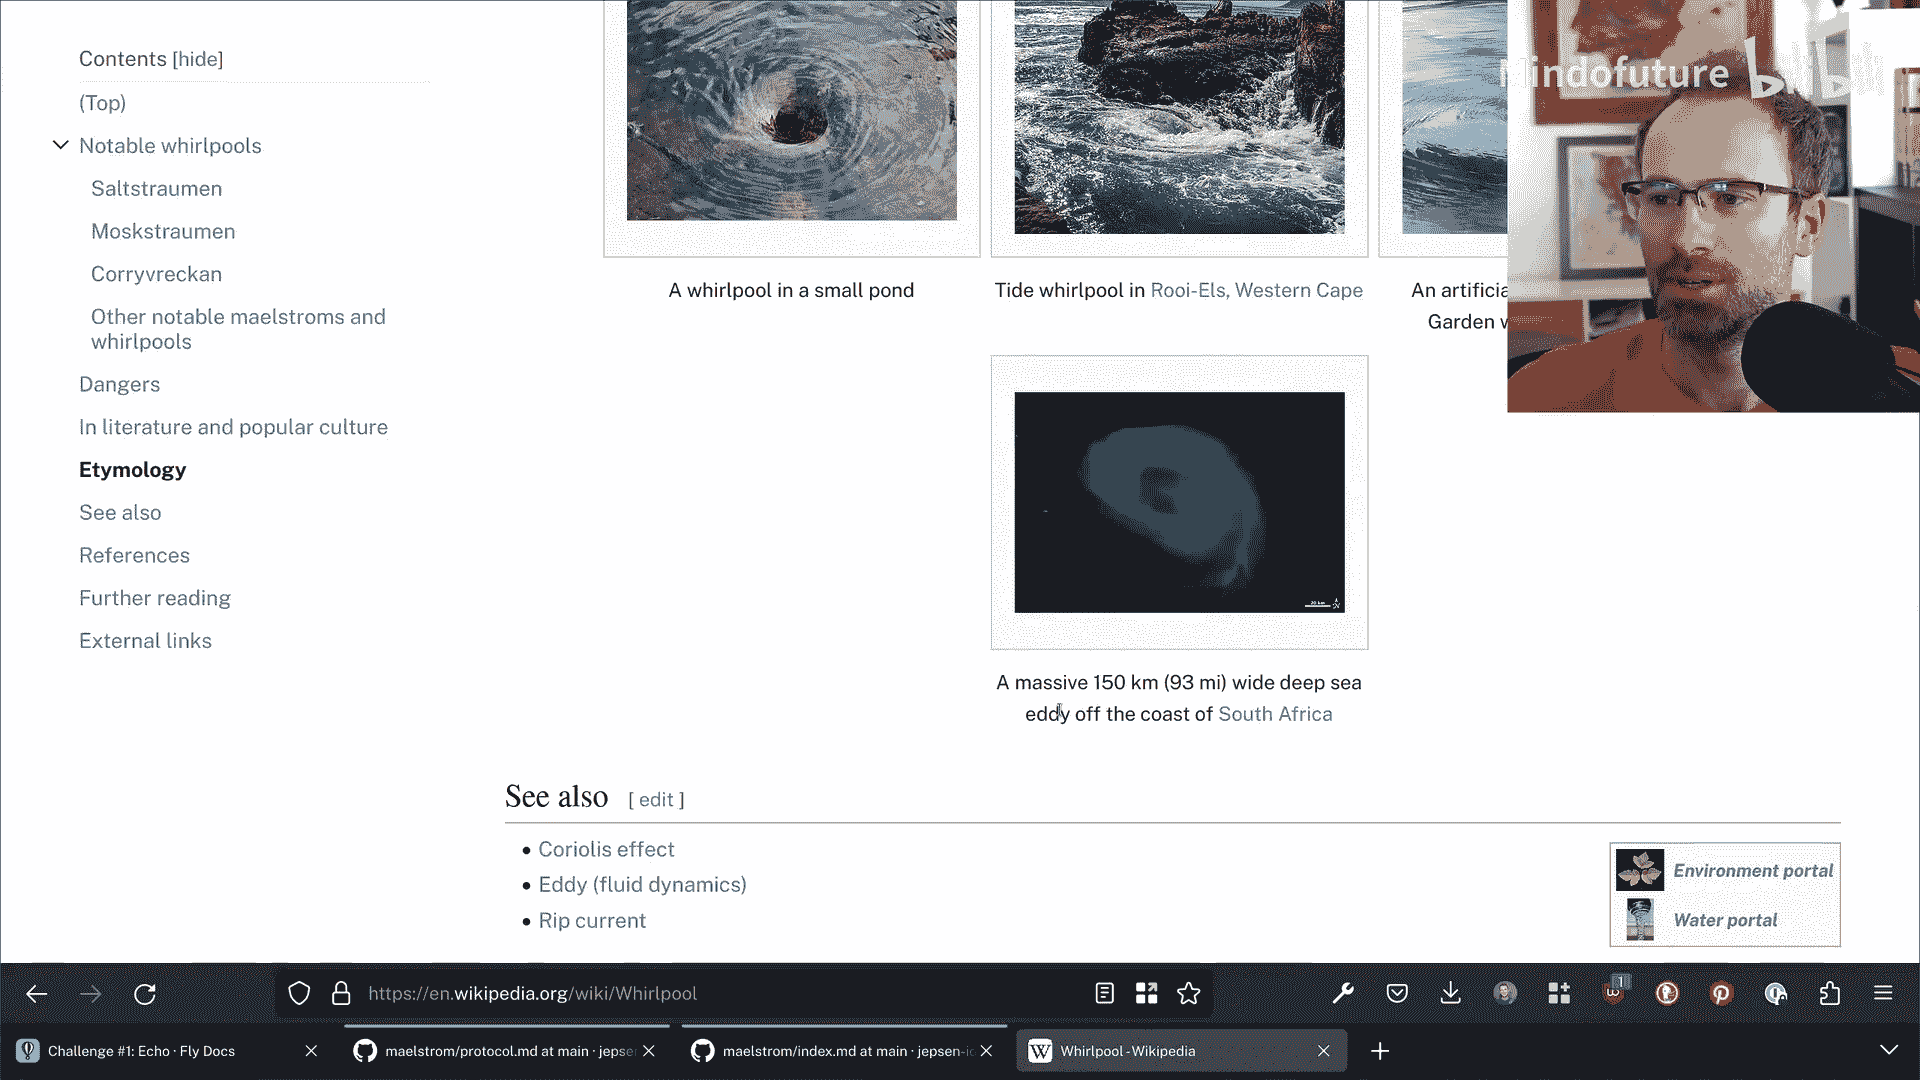 Contents [hide]
(Top)
Notable whirlpools
Saltstraumen
Moskstraumen
Corryvreckan
Other notable maelstroms and
whirlpools
Dangers
In literature and popular culture
Etymology
See also
References
Further reading
External links
A whirlpool in a small pond
Tide whirlpool in Rooi-Els, Western Cape
An artificia
Garden
Mindofuture bilibili
20 km N
A massive 150 km (93 mi) wide deep sea
eddy off the coast of South Africa
See also [ edit ]
Coriolis effect
Eddy (fluid dynamics)
Rip current
Environment portal
Water portal
https://en.wikipedia.org/wiki/Whirlpool
1
Challenge #1: Echo · Fly Docs
maelstrom/protocol.md at main · jepse
maelstrom/index.md at main · jepsen-i
W Whirlpool - Wikipedia